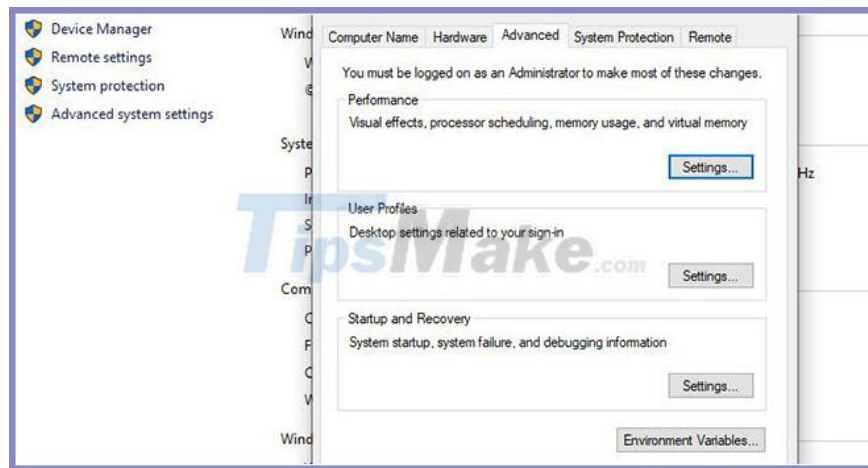 Device Manager
Remote settings
System protection
Advanced system settings
Wind
W
©
Syste
P
In
S
P
Com
C
F
C
W
Wind
Computer Name Hardware Advanced System Protection Remote
You must be logged on as an Administrator to make most of these changes.
Performance
Visual effects, processor scheduling, memory usage, and virtual memory
Settings...
User Profiles
Desktop settings related to your sign-in
Settings...
Startup and Recovery
System startup, system failure, and debugging information
Settings...
Environment Variables...
Hz
TipsMake.com